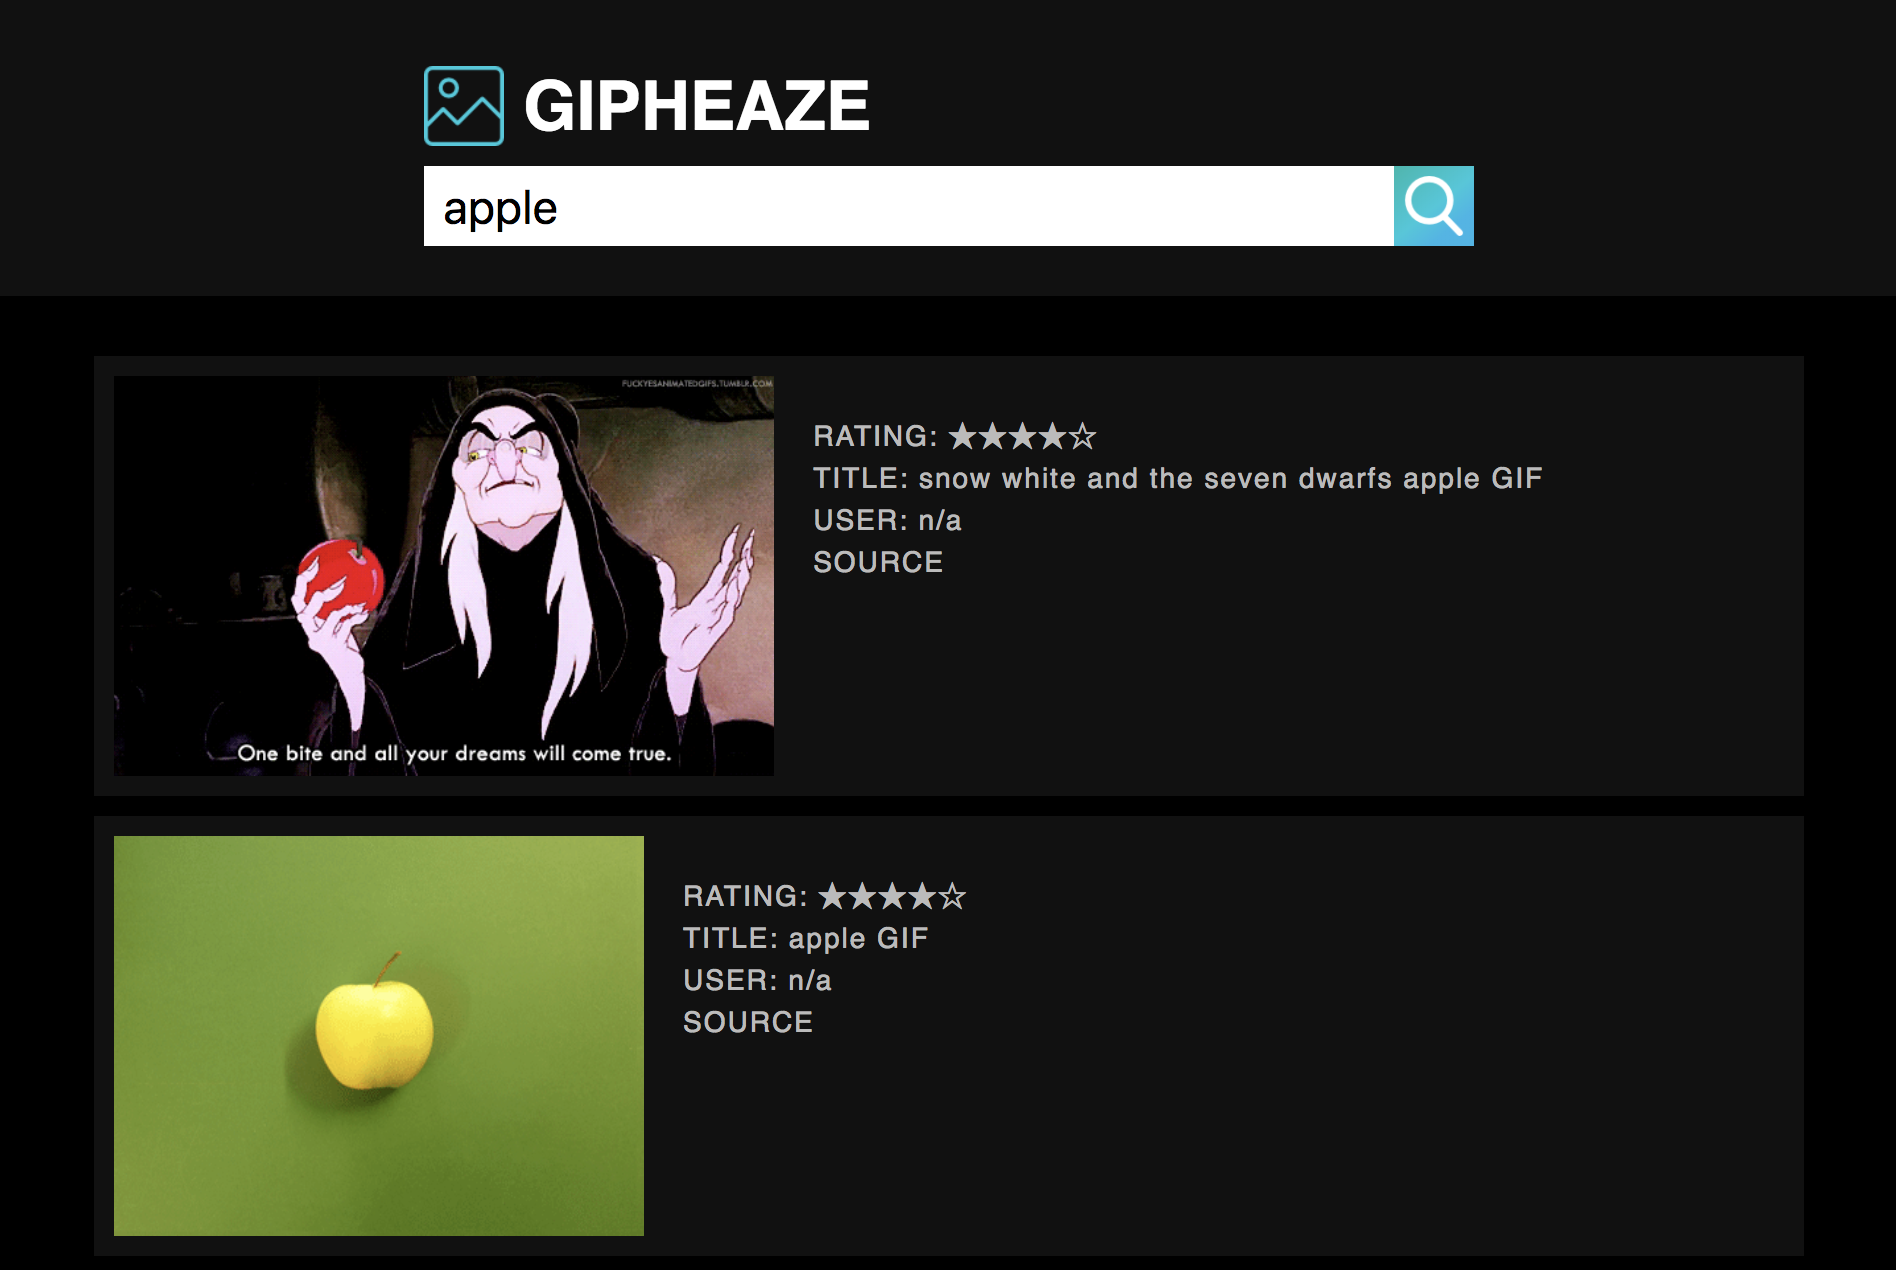 GIPHEAZE
apple
FUCKYESANIMATEDGIFS.TUMBLR.COM
One bite and all your dreams will come true.
RATING: ★★★★☆
TITLE: snow white and the seven dwarfs apple GIF
USER: n/a
SOURCE
RATING: ★★★★☆
TITLE: apple GIF
USER: n/a
SOURCE